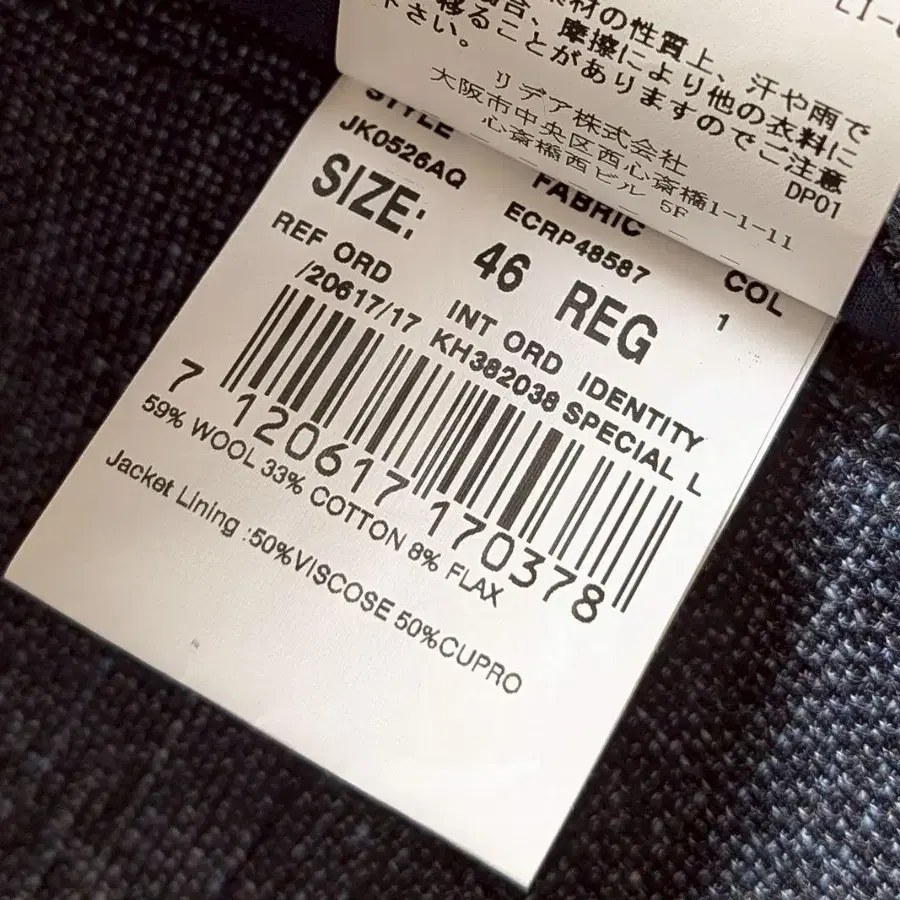 材の性質上、汗や雨で
合、摩擦により他の衣料に
移ることがありますのでご注意
下さい。
DP01
リデア株式会社
大阪市中央区西心斎橋1-1-11
心斎橋西ビル 5F
STYLE FABRIC COL
JK0526AQ ECRP48587 1
SIZE: 46 REG
REF ORD INT ORD IDENTITY
/20617/17 KH382038 SPECIAL L
7 120617 170378
59% WOOL 33% COTTON 8% FLAX
Jacket Lining :50%VISCOSE 50%CUPRO